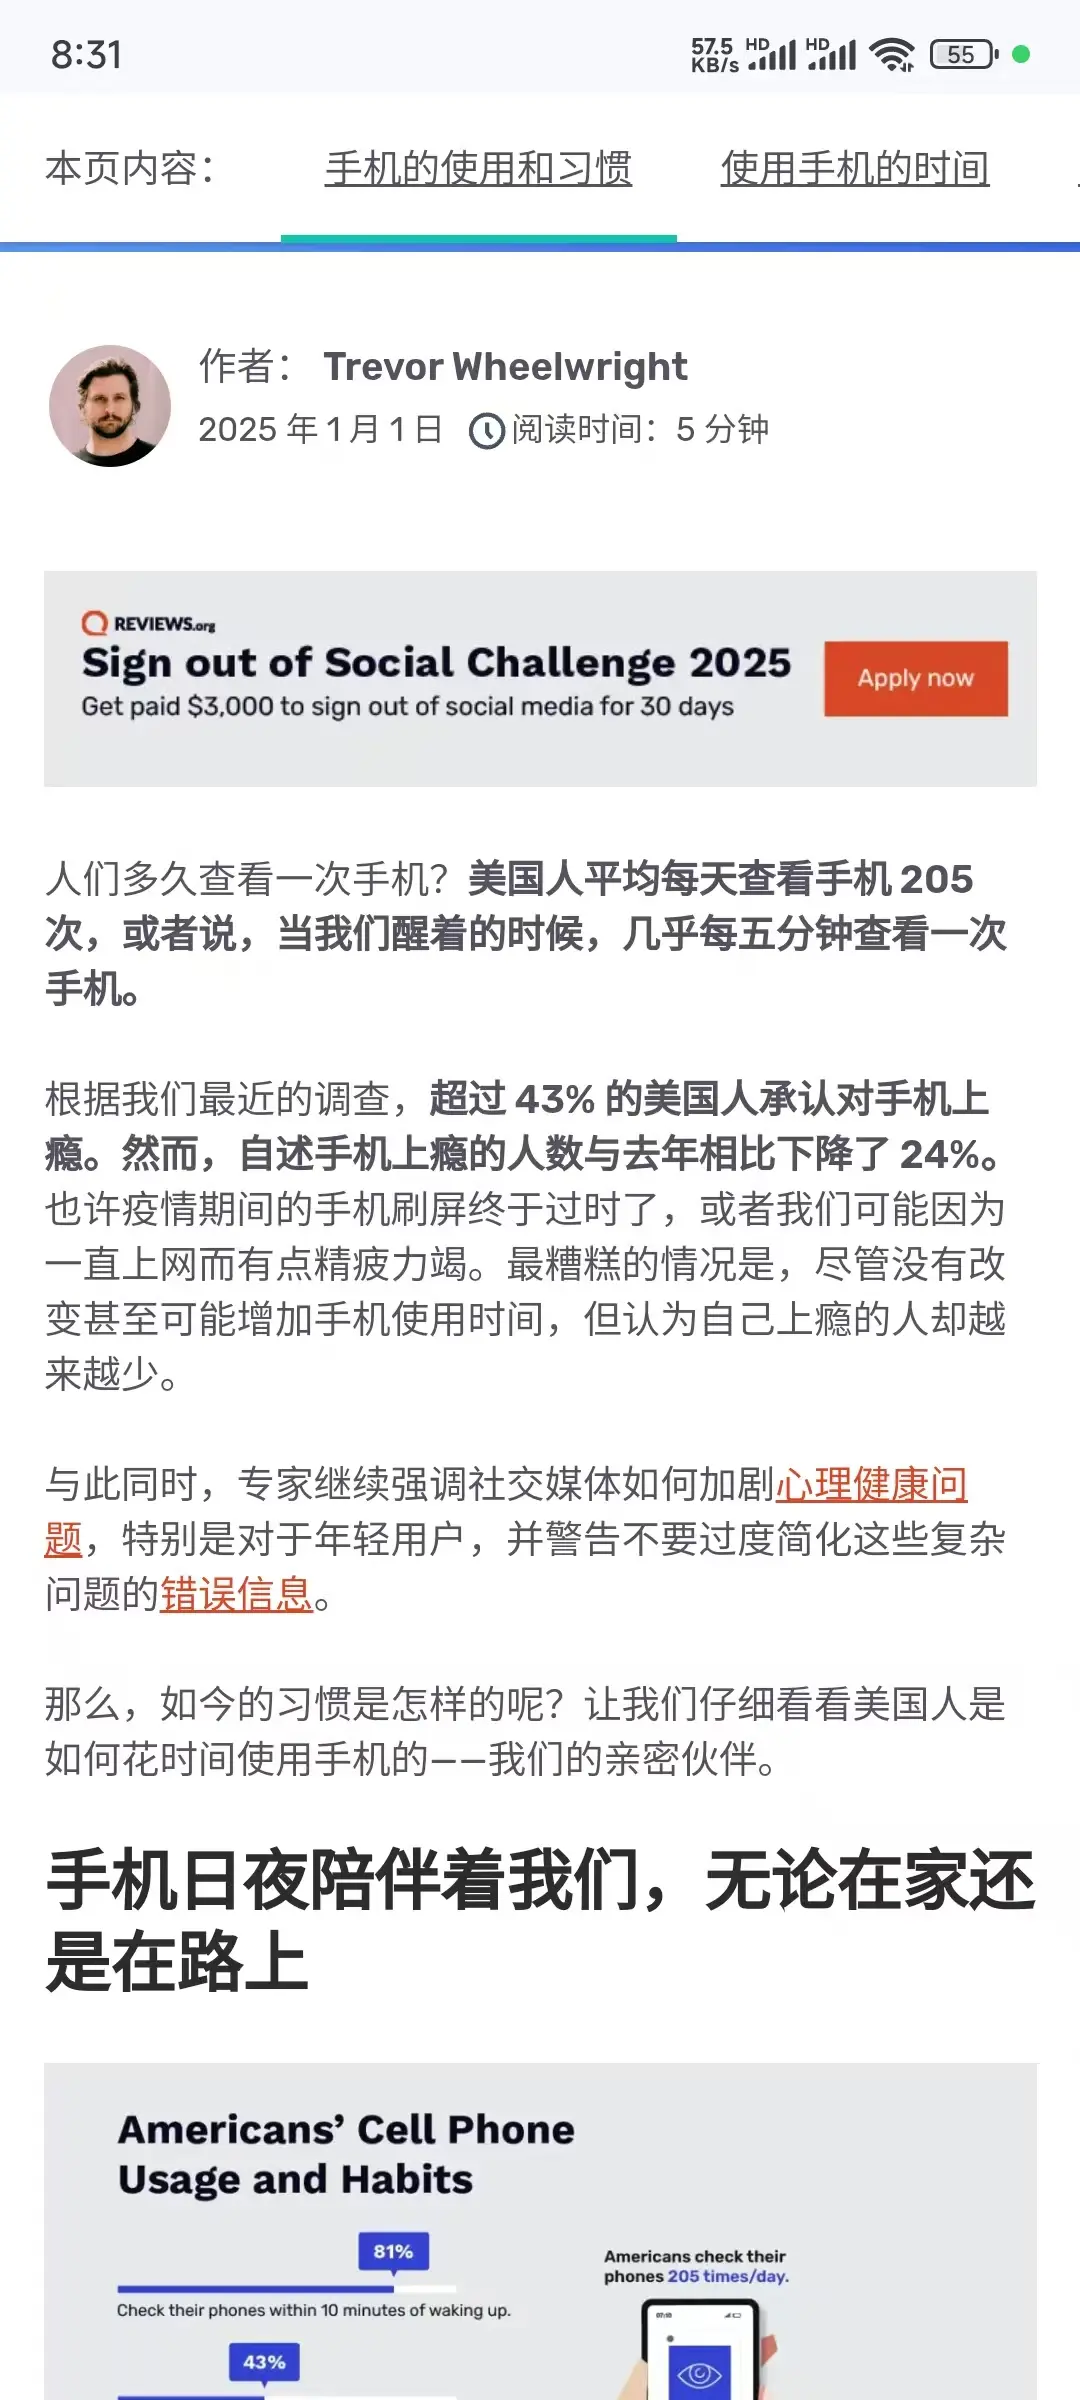 8:31
57.5
KB/s
HD
HD
55
本页内容：
手机的使用和习惯
使用手机的时间
作者： Trevor Wheelwright
2025 年 1 月 1 日
阅读时间：5 分钟
REVIEWS.org
Sign out of Social Challenge 2025
Get paid $3,000 to sign out of social media for 30 days
Apply now
人们多久查看一次手机？美国人平均每天查看手机 205
次，或者说，当我们醒着的时候，几乎每五分钟查看一次
手机。
根据我们最近的调查，超过 43% 的美国人承认对手机上
瘾。然而，自述手机上瘾的人数与去年相比下降了 24%。
也许疫情期间的手机刷屏终于过时了，或者我们可能因为
一直上网而有点精疲力竭。最糟糕的情况是，尽管没有改
变甚至可能增加手机使用时间，但认为自己上瘾的人却越
来越少。
与此同时，专家继续强调社交媒体如何加剧心理健康问
题，特别是对于年轻用户，并警告不要过度简化这些复杂
问题的错误信息。
那么，如今的习惯是怎样的呢？让我们仔细看看美国人是
如何花时间使用手机的——我们的亲密伙伴。
手机日夜陪伴着我们，无论在家还
是在路上
Americans’ Cell Phone
Usage and Habits
81%
Check their phones within 10 minutes of waking up.
43%
Americans check their
phones 205 times/day.